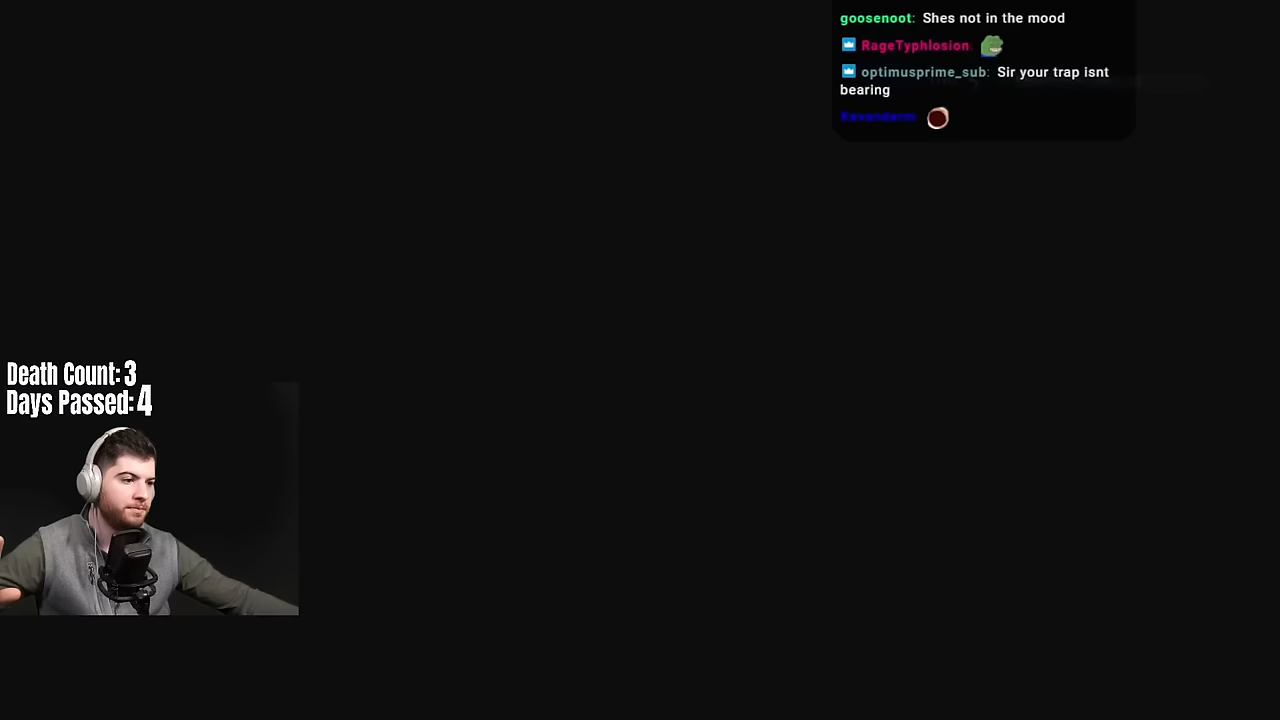 goosenoot: Shes not in the mood
RageTyphlosion:
optimusprime_sub: Sir your trap isnt
bearing
Death Count: 3
Days Passed: 4